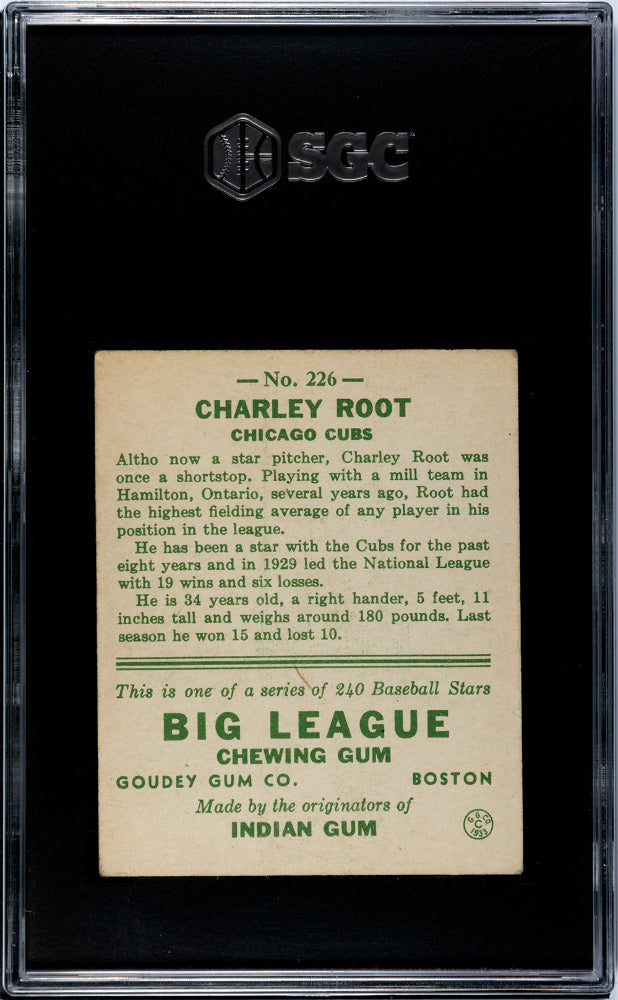 SGC
— No. 226 —
CHARLEY ROOT
CHICAGO CUBS
Altho now a star pitcher, Charley Root was
once a shortstop. Playing with a mill team in
Hamilton, Ontario, several years ago, Root had
the highest fielding average of any player in his
position in the league.
He has been a star with the Cubs for the past
eight years and in 1929 led the National League
with 19 wins and six losses.
He is 34 years old, a right hander, 5 feet, 11
inches tall and weighs around 180 pounds. Last
season he won 15 and lost 10.
This is one of a series of 240 Baseball Stars
BIG LEAGUE
CHEWING GUM
GOUDEY GUM CO. BOSTON
Made by the originators of
INDIAN GUM
G. G. CO.
C
1933